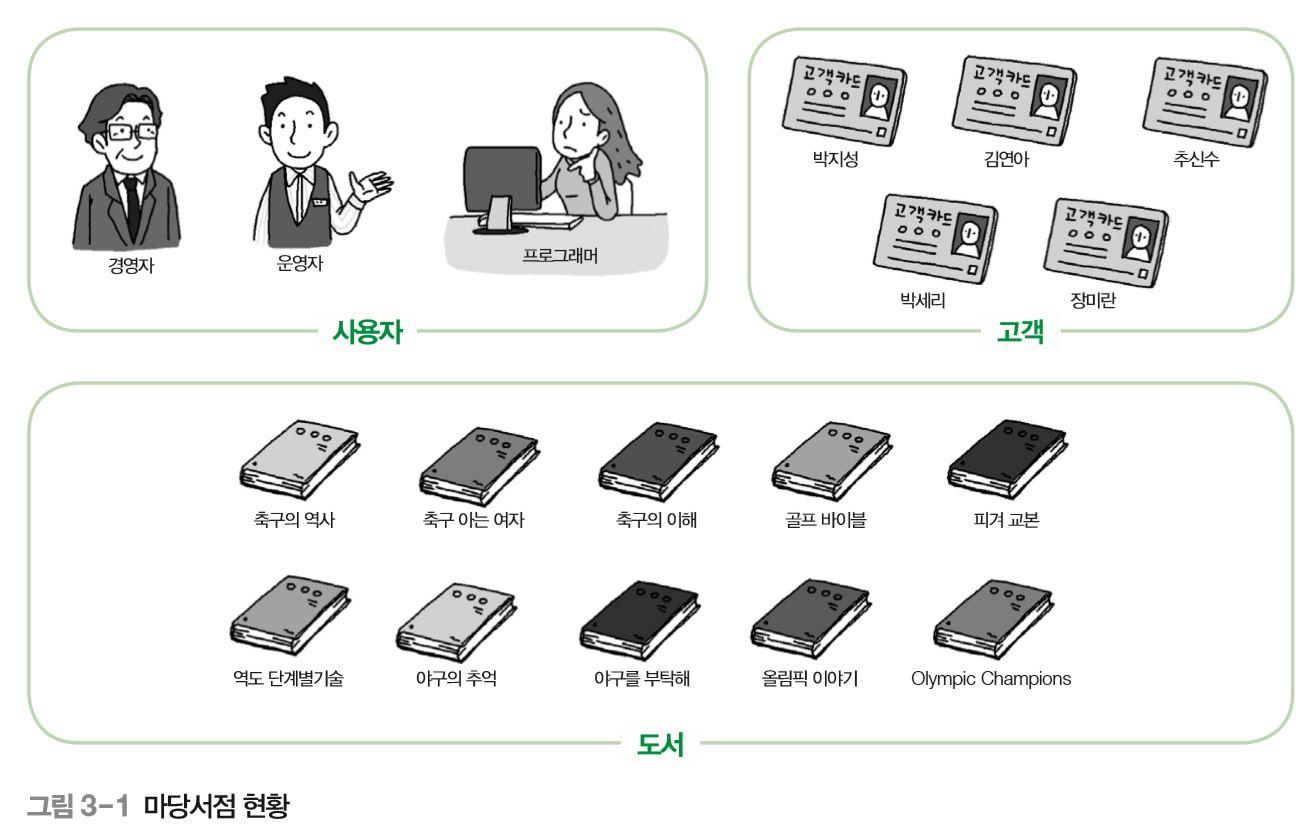 고객카드
고객카드
고객카드
박지성
김연아
추신수
고객카드
고객카드
박세리
장미란
경영자
운영자
프로그래머
사용자
고객
축구의 역사
축구 아는 여자
축구의 이해
골프 바이블
피겨 교본
역도 단계별기술
야구의 추억
야구를 부탁해
올림픽 이야기
Olympic Champions
도서
그림 3-1 마당서점 현황